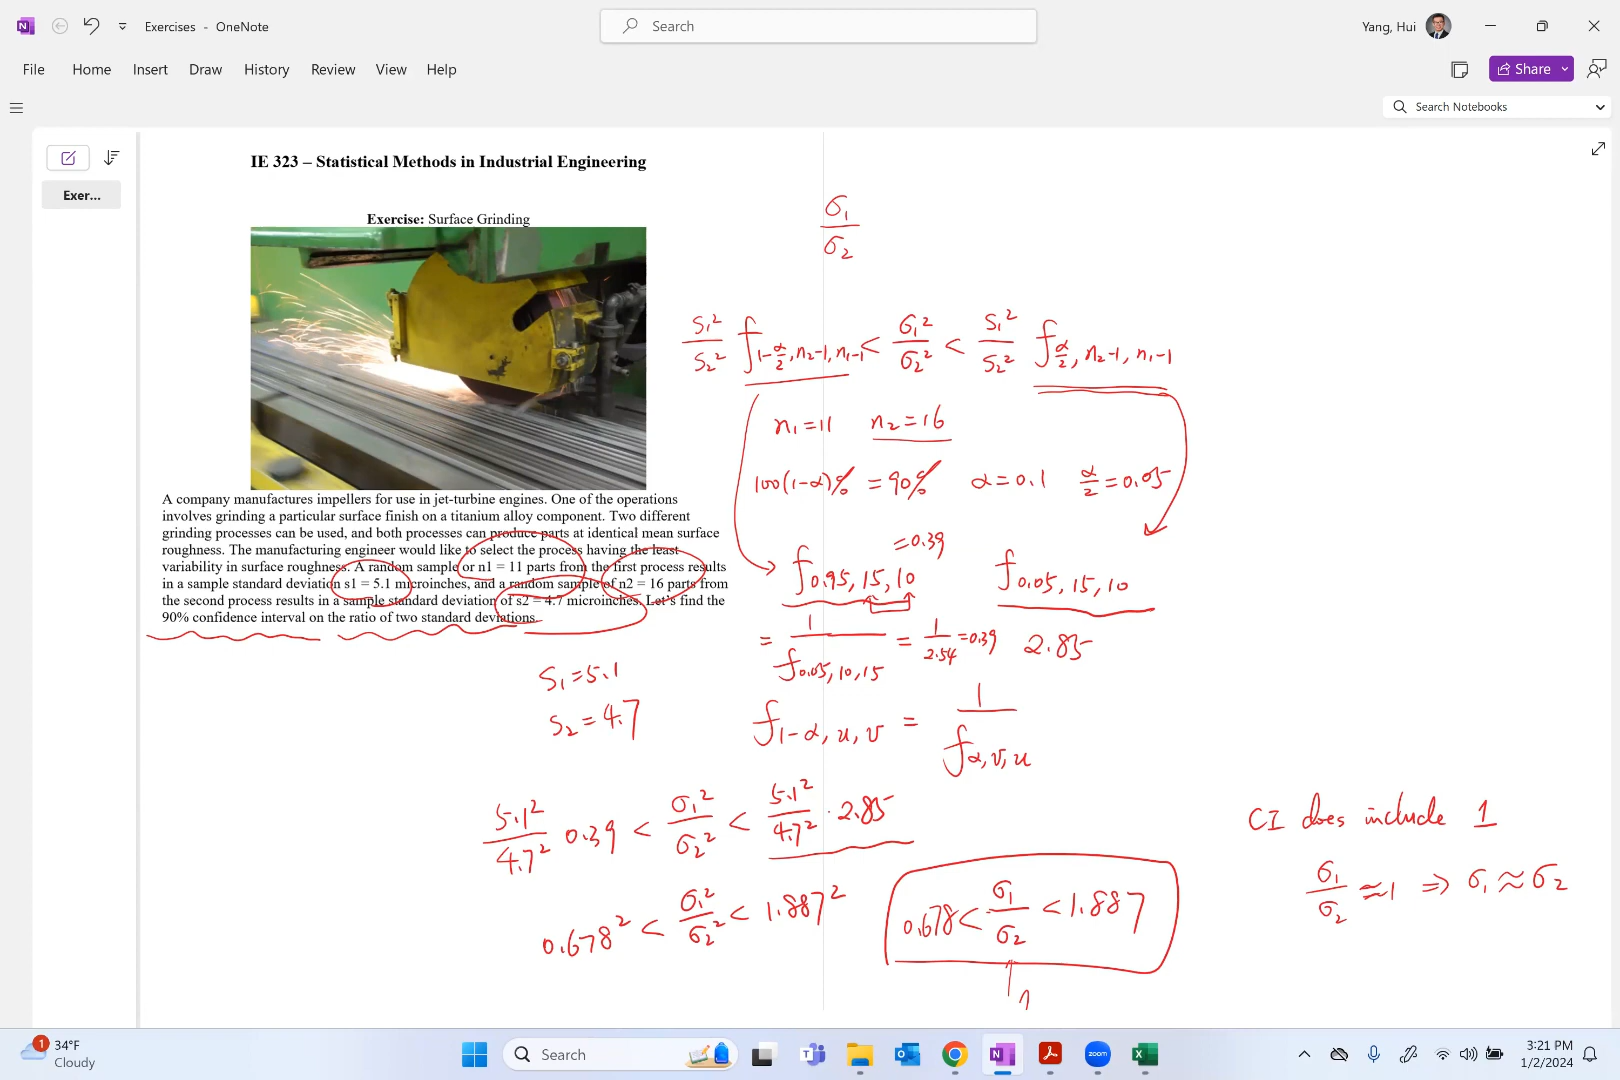 Exercises - OneNote
Search
Yang, Hui
File Home Insert Draw History Review View Help
Share
Search Notebooks
Exer...
IE 323 – Statistical Methods in Industrial Engineering
Exercise: Surface Grinding
A company manufactures impellers for use in jet-turbine engines. One of the operations
involves grinding a particular surface finish on a titanium alloy component. Two different
grinding processes can be used, and both processes can produce parts at identical mean surface
roughness. The manufacturing engineer would like to select the process having the least
variability in surface roughness. A random sample or n1 = 11 parts from the first process results
in a sample standard deviation s1 = 5.1 microinches, and a random sample of n2 = 16 parts from
the second process results in a sample standard deviation of s2 = 4.7 microinches. Let's find the
90% confidence interval on the ratio of two standard deviations.
σ₁/σ₂
S₁²/S₂² f 1-α/2, n₂-1, n₁-1 < σ₁²/σ₂² < S₁²/S₂² f α/2, n₂-1, n₁-1
n₁=11 n₂=16
100(1-α)% = 90% α=0.1 α/2=0.05
=0.39
f 0.95, 15, 10 f 0.05, 15, 10
= 1/f 0.05, 10, 15 = 1/2.54 =0.39 2.85
S₁=5.1
S₂=4.7
f 1-α, u, v = 1/f α, v, u
5.1²/4.7² 0.39 < σ₁²/σ₂² < 5.1²/4.7² · 2.85
0.678² < σ₁²/σ₂² < 1.887²
0.678 < σ₁/σ₂ < 1.887
1
CI does include 1
σ₁/σ₂ ≈ 1 ⇒ σ₁ ≈ σ₂
1
34°F
Cloudy
Search
zoom
3:21 PM
1/2/2024